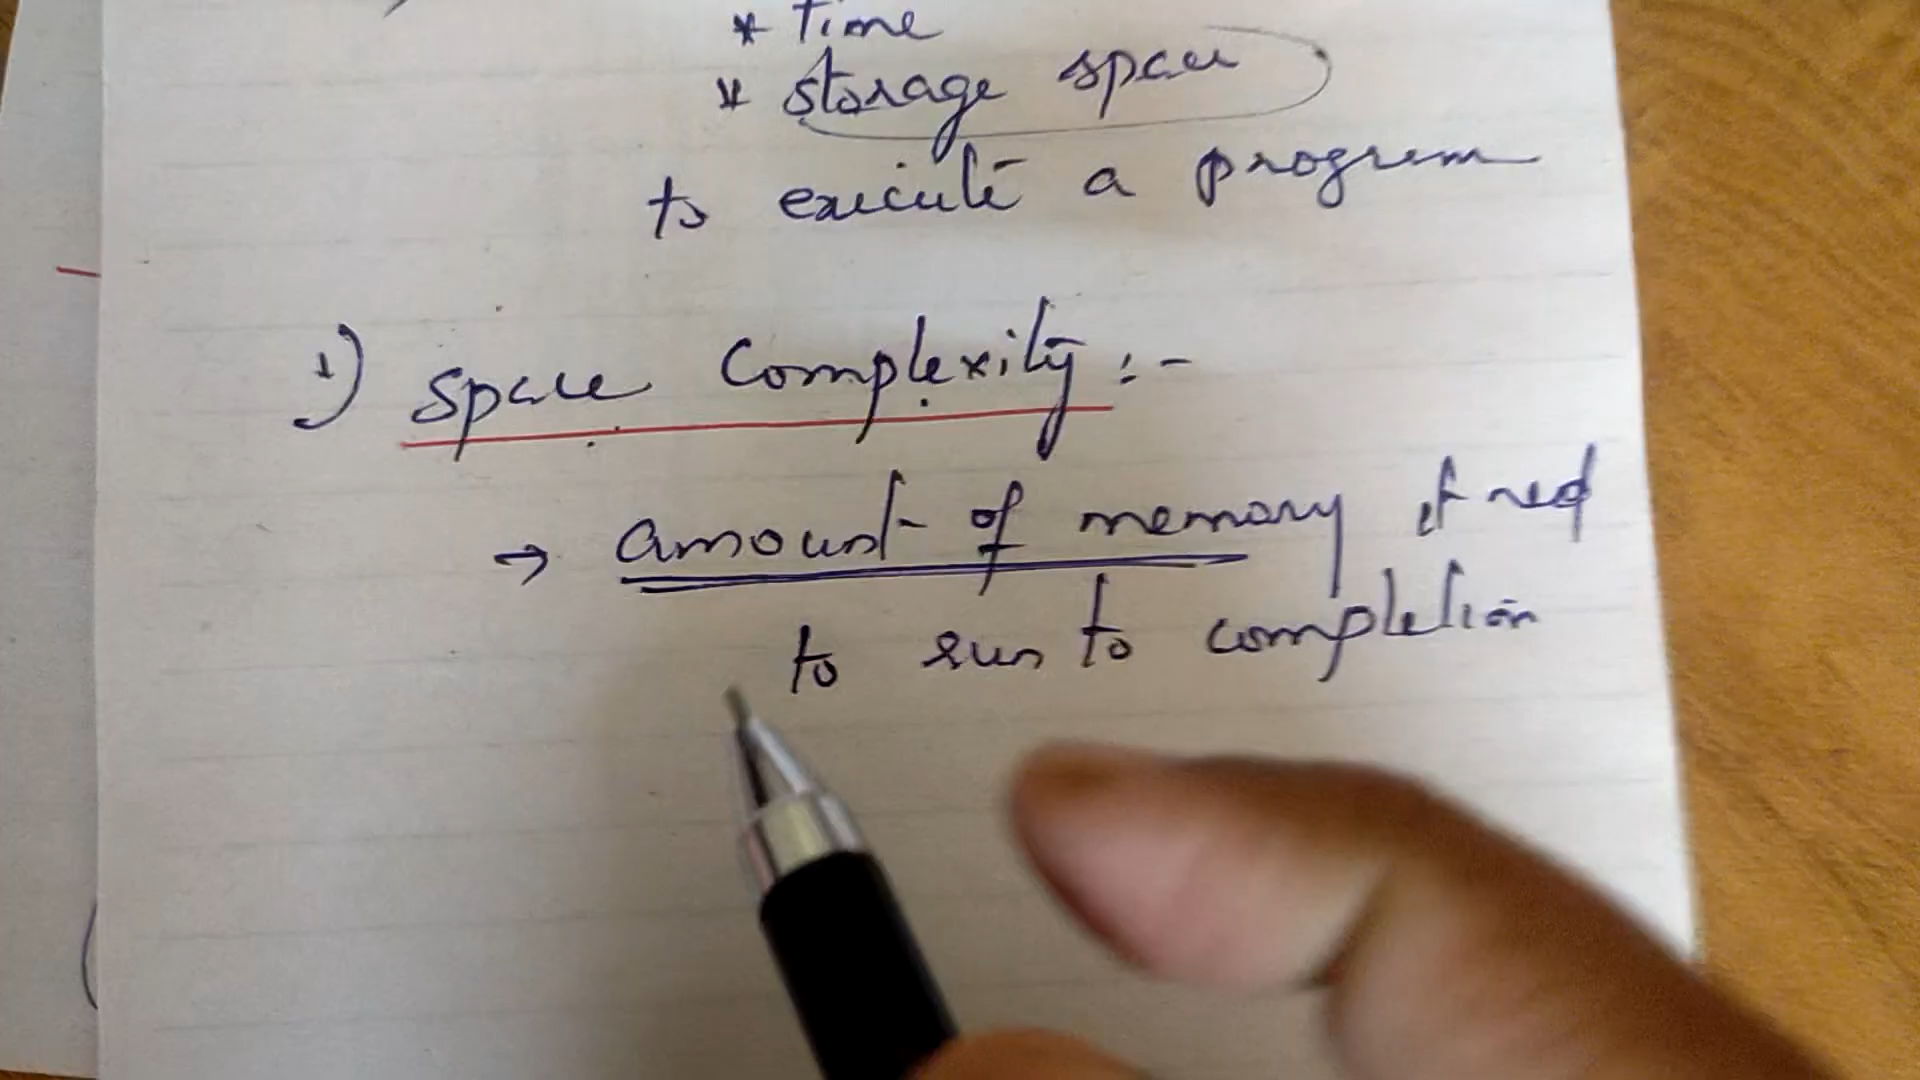 * Time
* storage space
to execute a program
1) space complexity :-
→ amount of memory it req
to run to completion